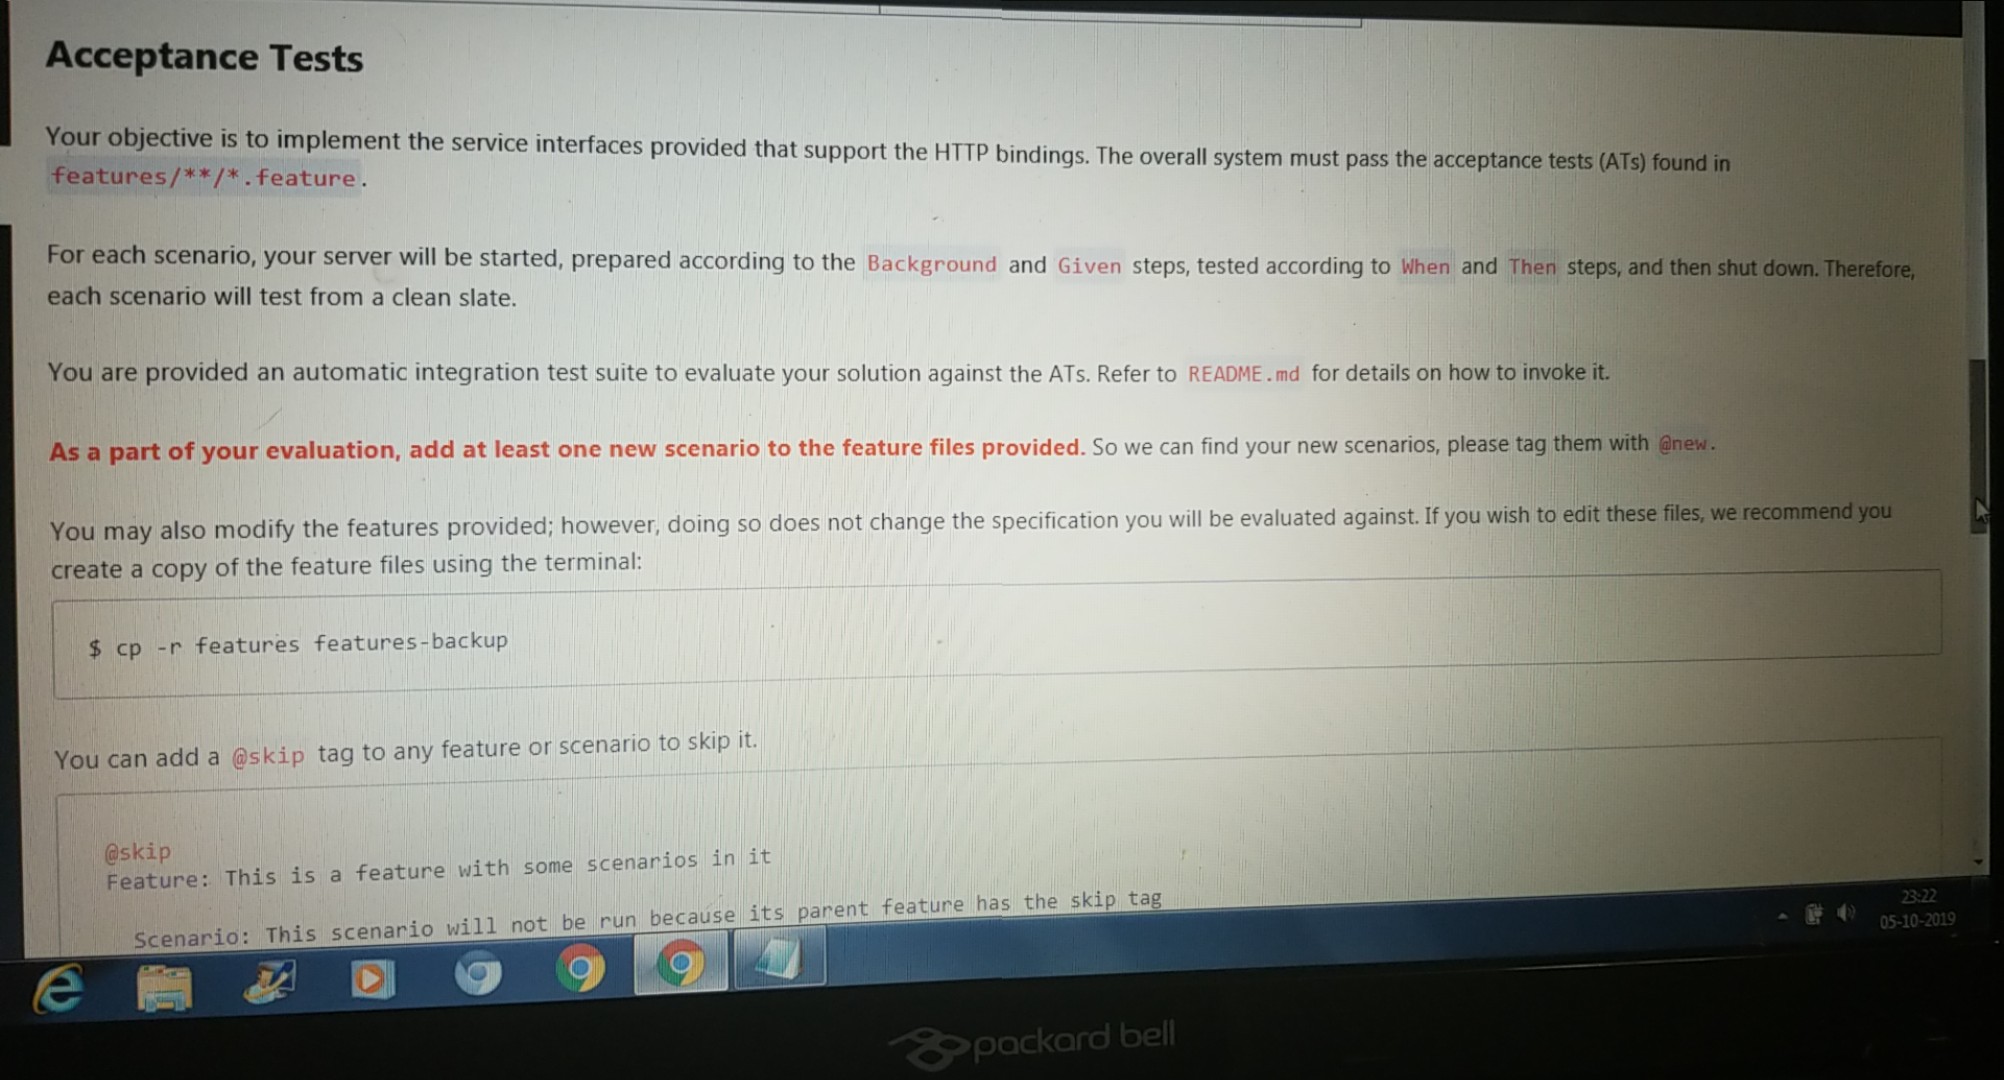 Acceptance Tests
Your objective is to implement the service interfaces provided that support the HTTP bindings. The overall system must pass the acceptance tests (ATs) found in
features/**/*.feature.
For each scenario, your server will be started, prepared according to the Background and Given steps, tested according to When and Then steps, and then shut down. Therefore,
each scenario will test from a clean slate.
You are provided an automatic integration test suite to evaluate your solution against the ATs. Refer to README.md for details on how to invoke it.
As a part of your evaluation, add at least one new scenario to the feature files provided. So we can find your new scenarios, please tag them with @new.
You may also modify the features provided; however, doing so does not change the specification you will be evaluated against. If you wish to edit these files, we recommend you
create a copy of the feature files using the terminal:
$ cp -r features features-backup
You can add a @skip tag to any feature or scenario to skip it.
@skip
Feature: This is a feature with some scenarios in it
Scenario: This scenario will not be run because its parent feature has the skip tag
23:22
05-10-2019
packard bell